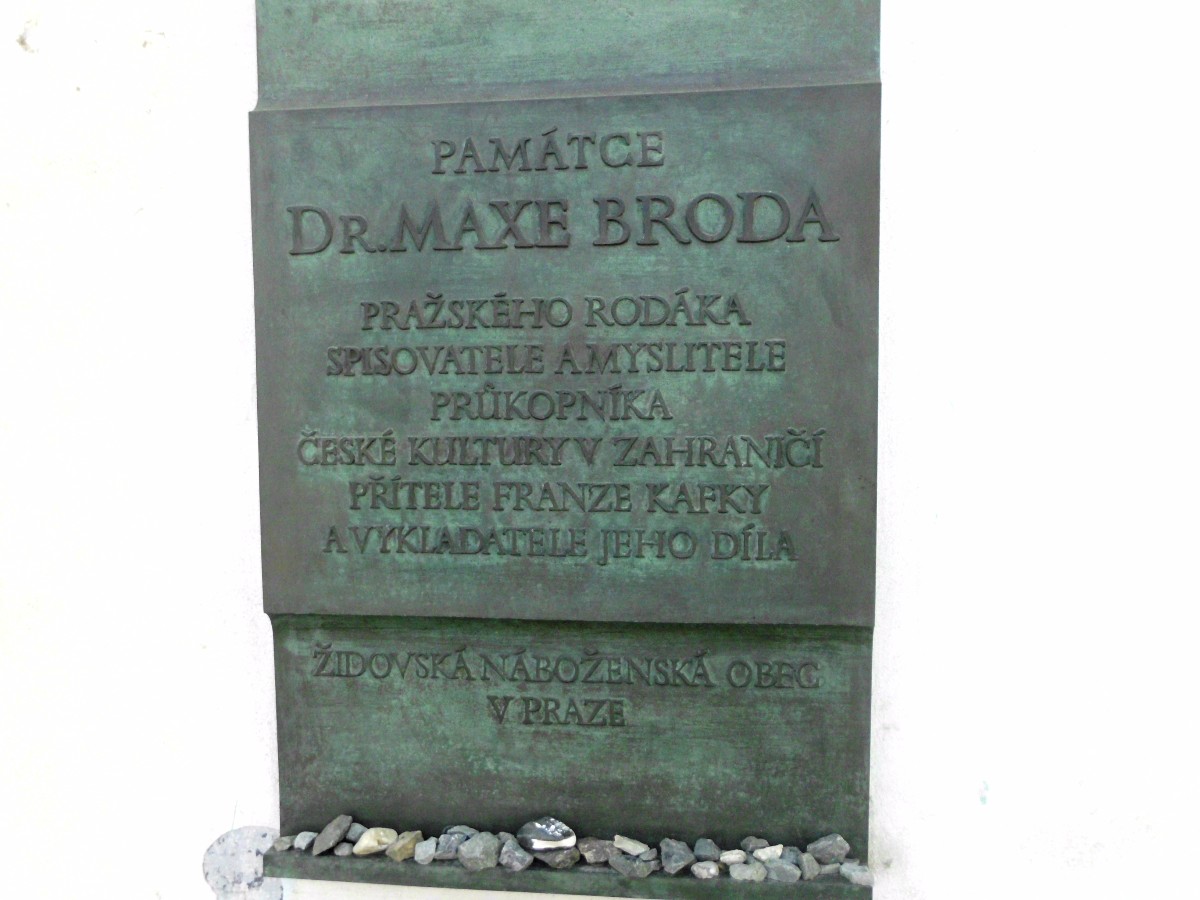 PAMÁTCE
DR. MAXE BRODA
PRAŽSKÉHO RODÁKA
SPISOVATELE A MYSLITELE
PRŮKOPNÍKA
ČESKÉ KULTURY V ZAHRANIČÍ
PŘÍTELE FRANZE KAFKY
A VYKLADATELE JEHO DÍLA
ŽIDOVSKÁ NÁBOŽENSKÁ OBEC
V PRAZE